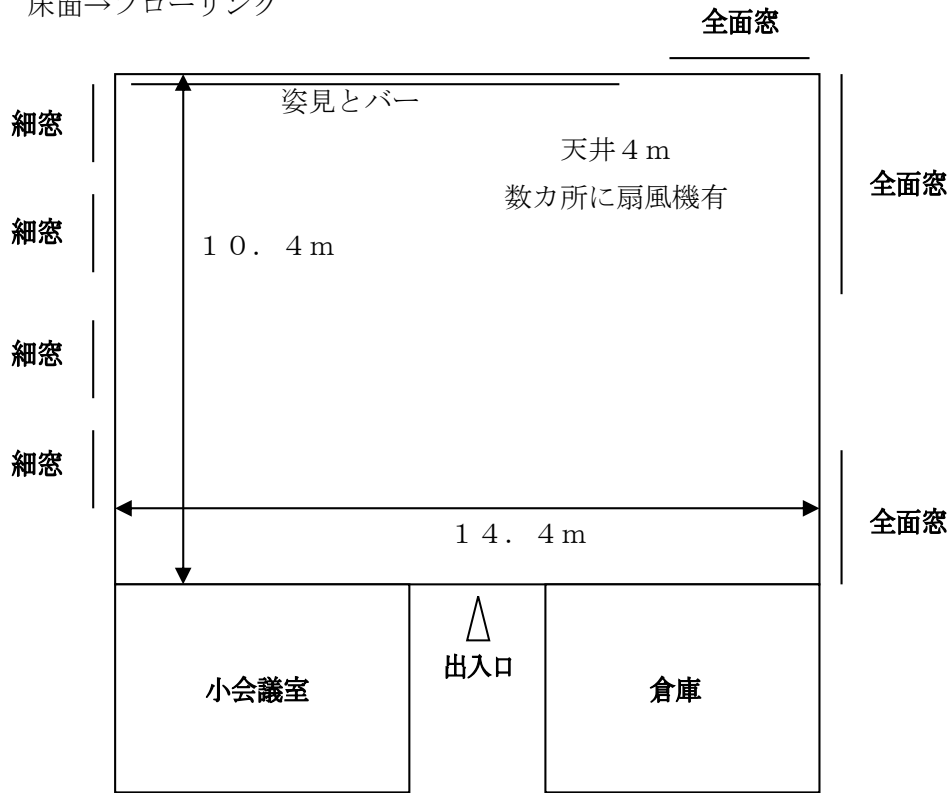 床面→フローリング
全面窓
姿見とバー
細窓
天井４ｍ
全面窓
数カ所に扇風機有
細窓
１０．４ｍ
細窓
細窓
全面窓
１４．４ｍ
出入口
小会議室
倉庫